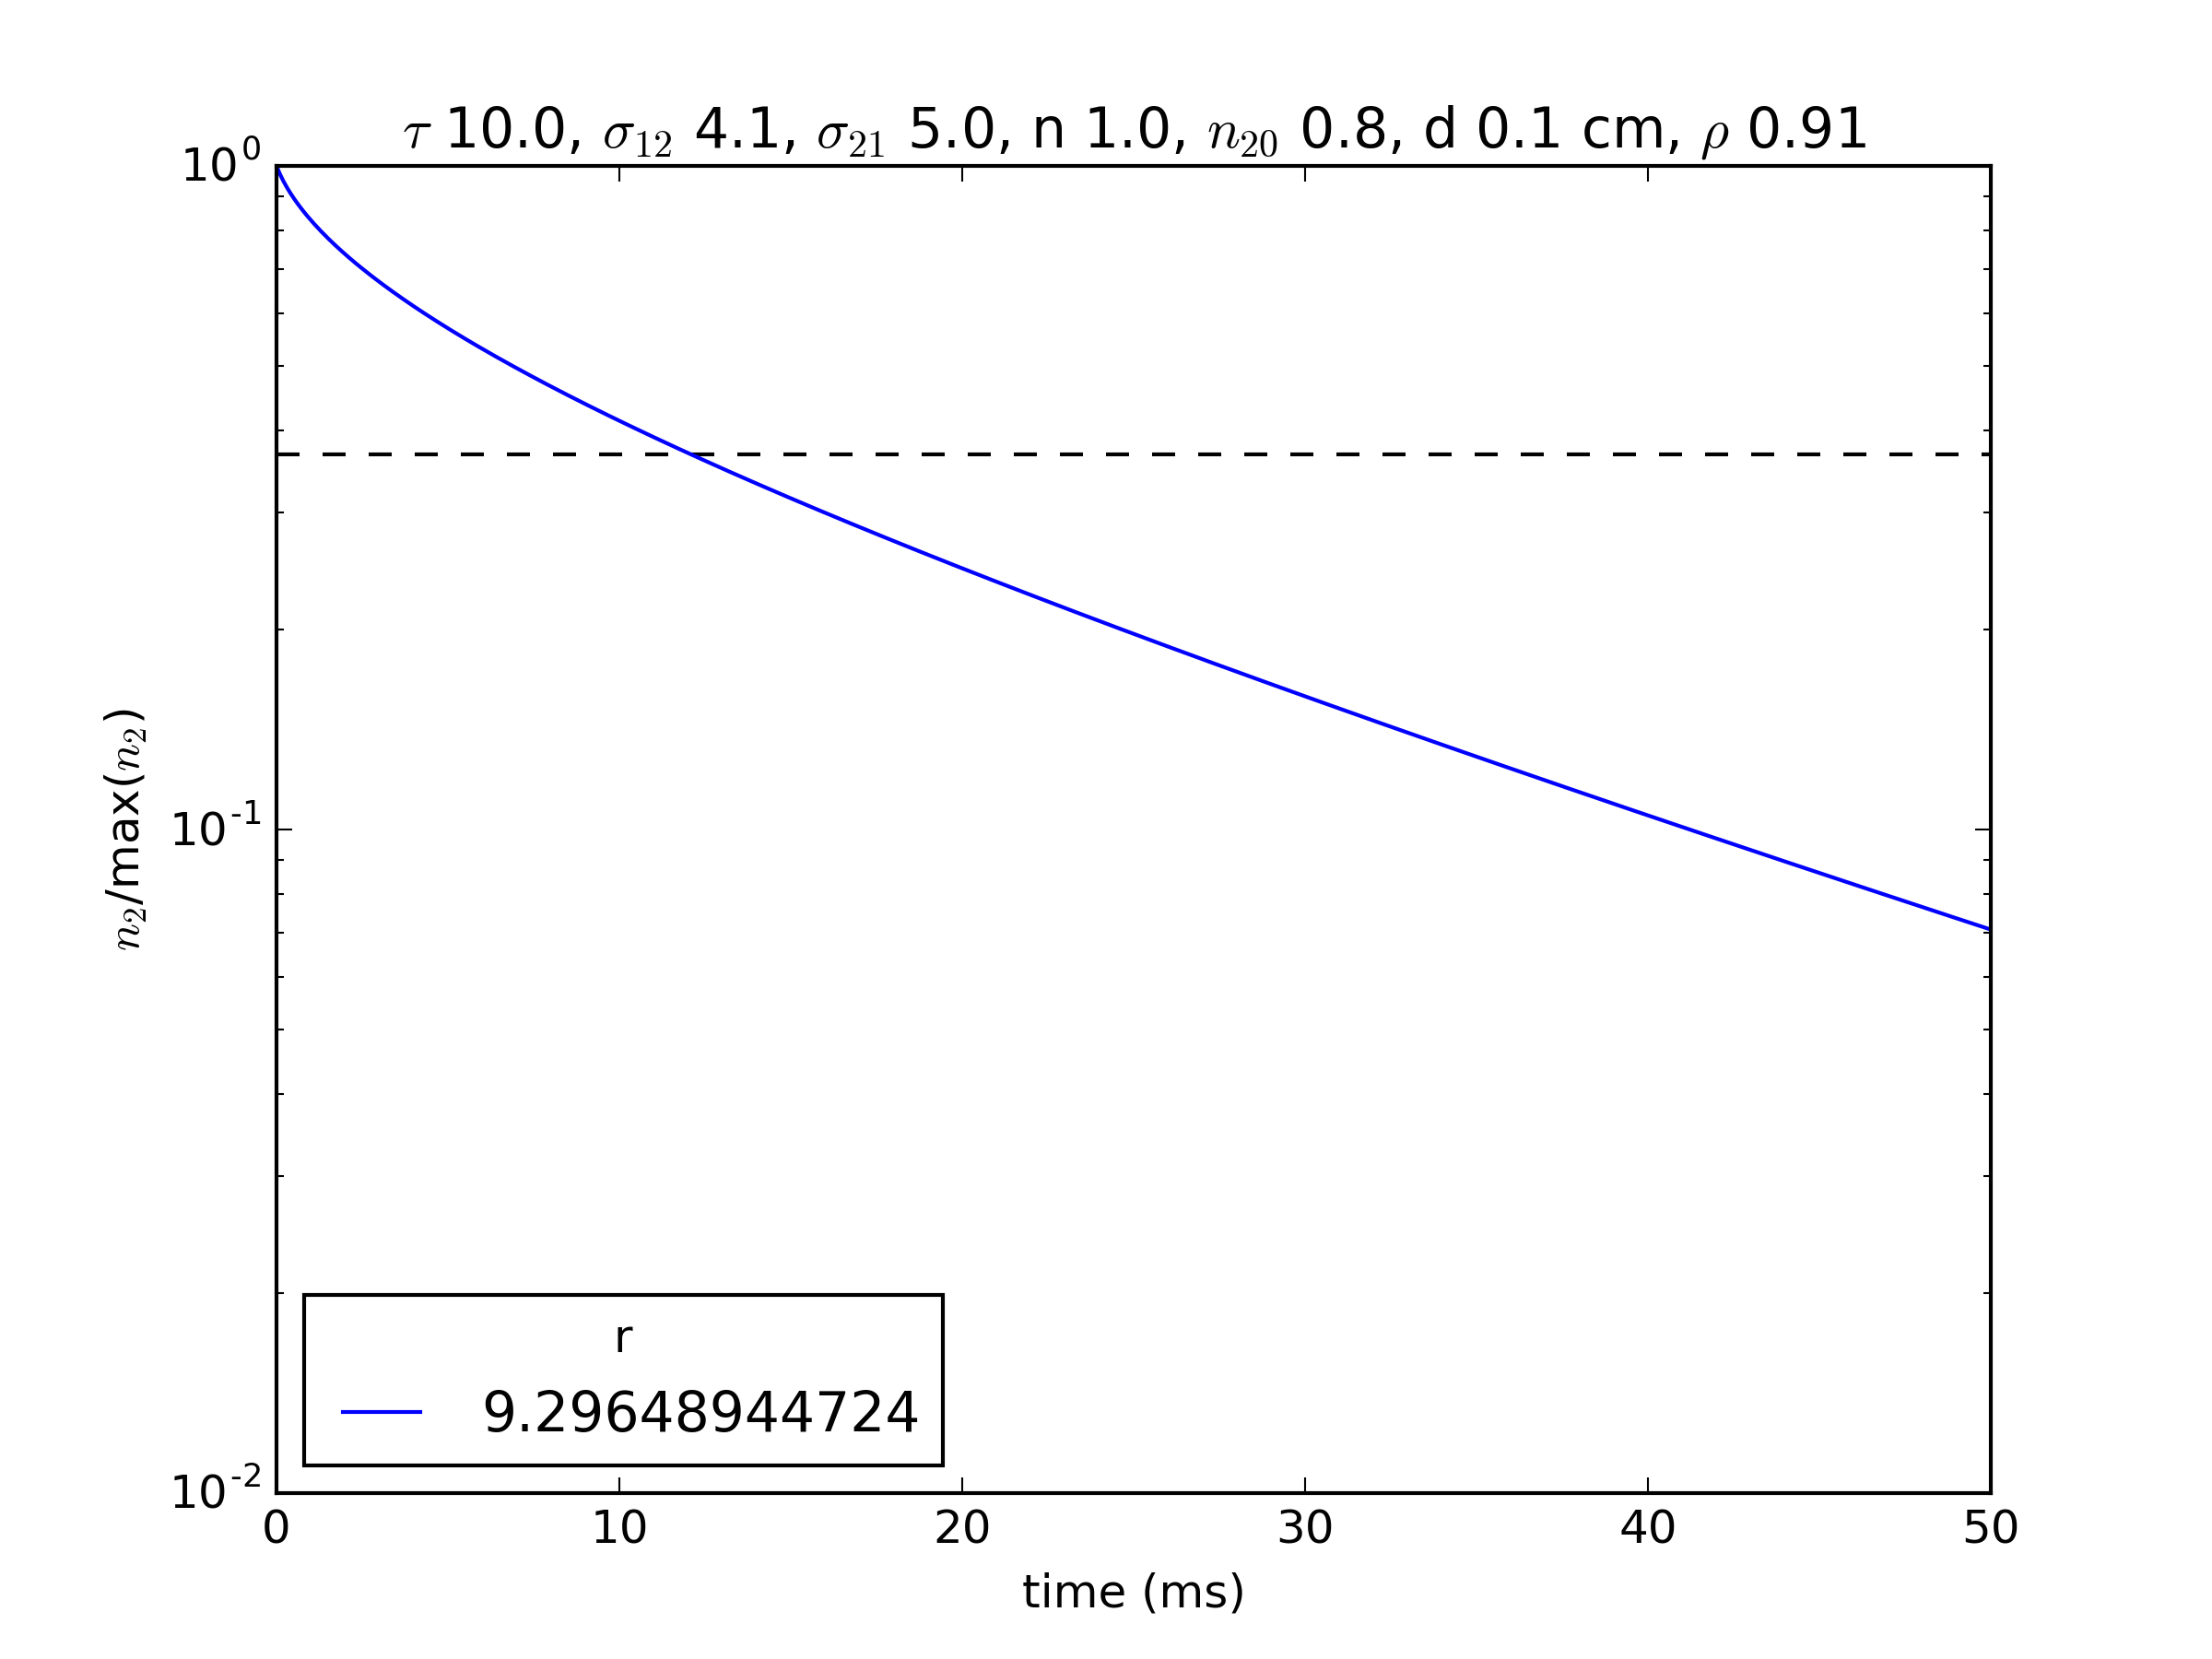 τ 10.0, σ₁₂ 4.1, σ₂₁ 5.0, n 1.0, n₂₀ 0.8, d 0.1 cm, ρ 0.91
10⁰
10⁻¹
10⁻²
n₂/max(n₂)
r
9.29648944724
0 10 20 30 40 50
time (ms)